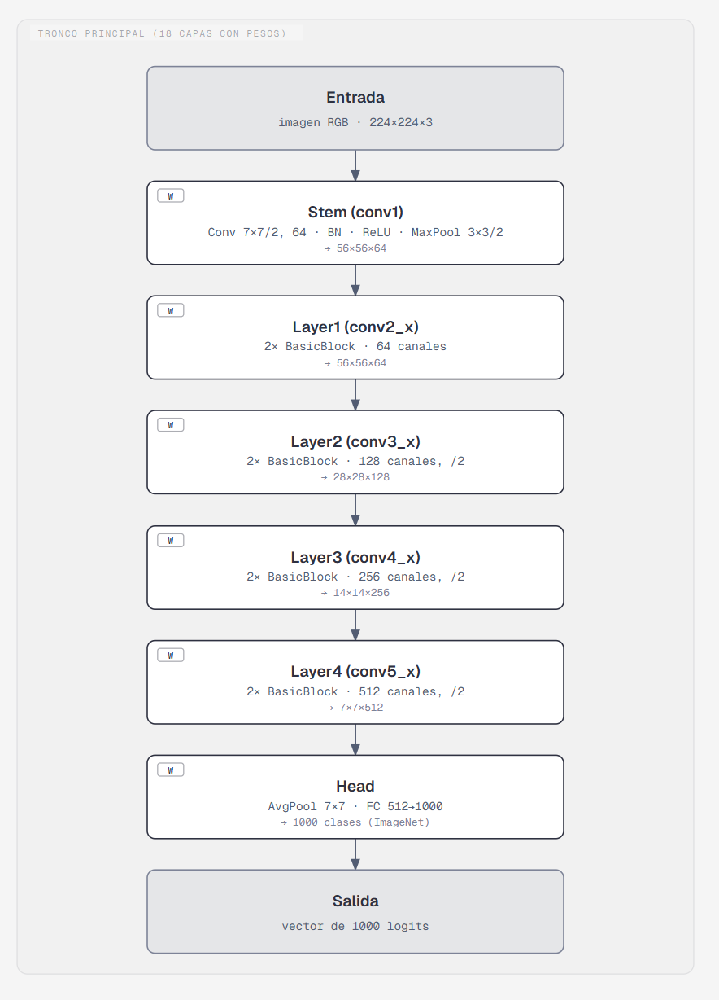 TRONCO PRINCIPAL (18 CAPAS CON PESOS)
Entrada
imagen RGB · 224×224×3
W
Stem (conv1)
Conv 7×7/2, 64 · BN · ReLU · MaxPool 3×3/2
→ 56×56×64
W
Layer1 (conv2_x)
2× BasicBlock · 64 canales
→ 56×56×64
W
Layer2 (conv3_x)
2× BasicBlock · 128 canales, /2
→ 28×28×128
W
Layer3 (conv4_x)
2× BasicBlock · 256 canales, /2
→ 14×14×256
W
Layer4 (conv5_x)
2× BasicBlock · 512 canales, /2
→ 7×7×512
W
Head
AvgPool 7×7 · FC 512→1000
→ 1000 clases (ImageNet)
Salida
vector de 1000 logits